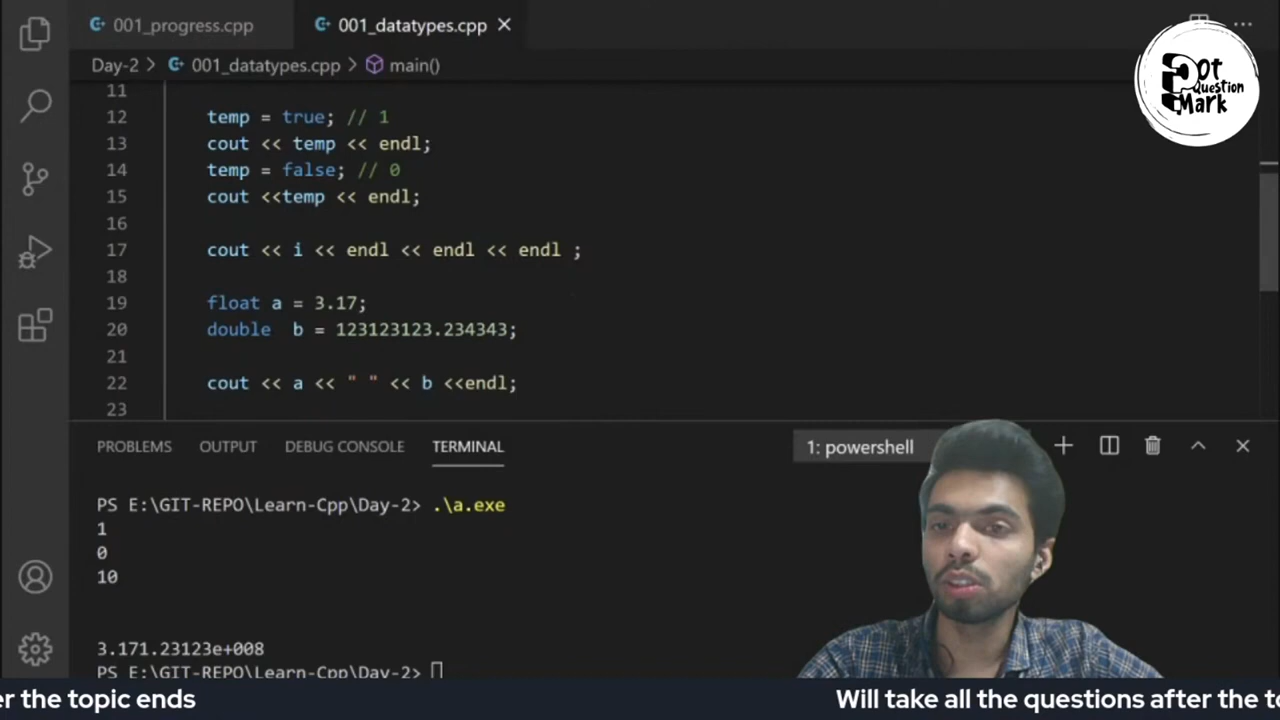 001_progress.cpp
001_datatypes.cpp
Day-2 > 001_datatypes.cpp > main()
11
12 temp = true; // 1
13 cout << temp << endl;
14 temp = false; // 0
15 cout <<temp << endl;
16
17 cout << i << endl << endl << endl ;
18
19 float a = 3.17;
20 double b = 123123123.234343;
21
22 cout << a << " " << b <<endl;
23
PROBLEMS OUTPUT DEBUG CONSOLE TERMINAL 1: powershell
PS E:\GIT-REPO\Learn-Cpp\Day-2> .\a.exe
1
0
10
3.171.23123e+008
PS E:\GIT-REPO\Learn-Cpp\Day-2>
er the topic ends Will take all the questions after the to
Dot
Question
Mark